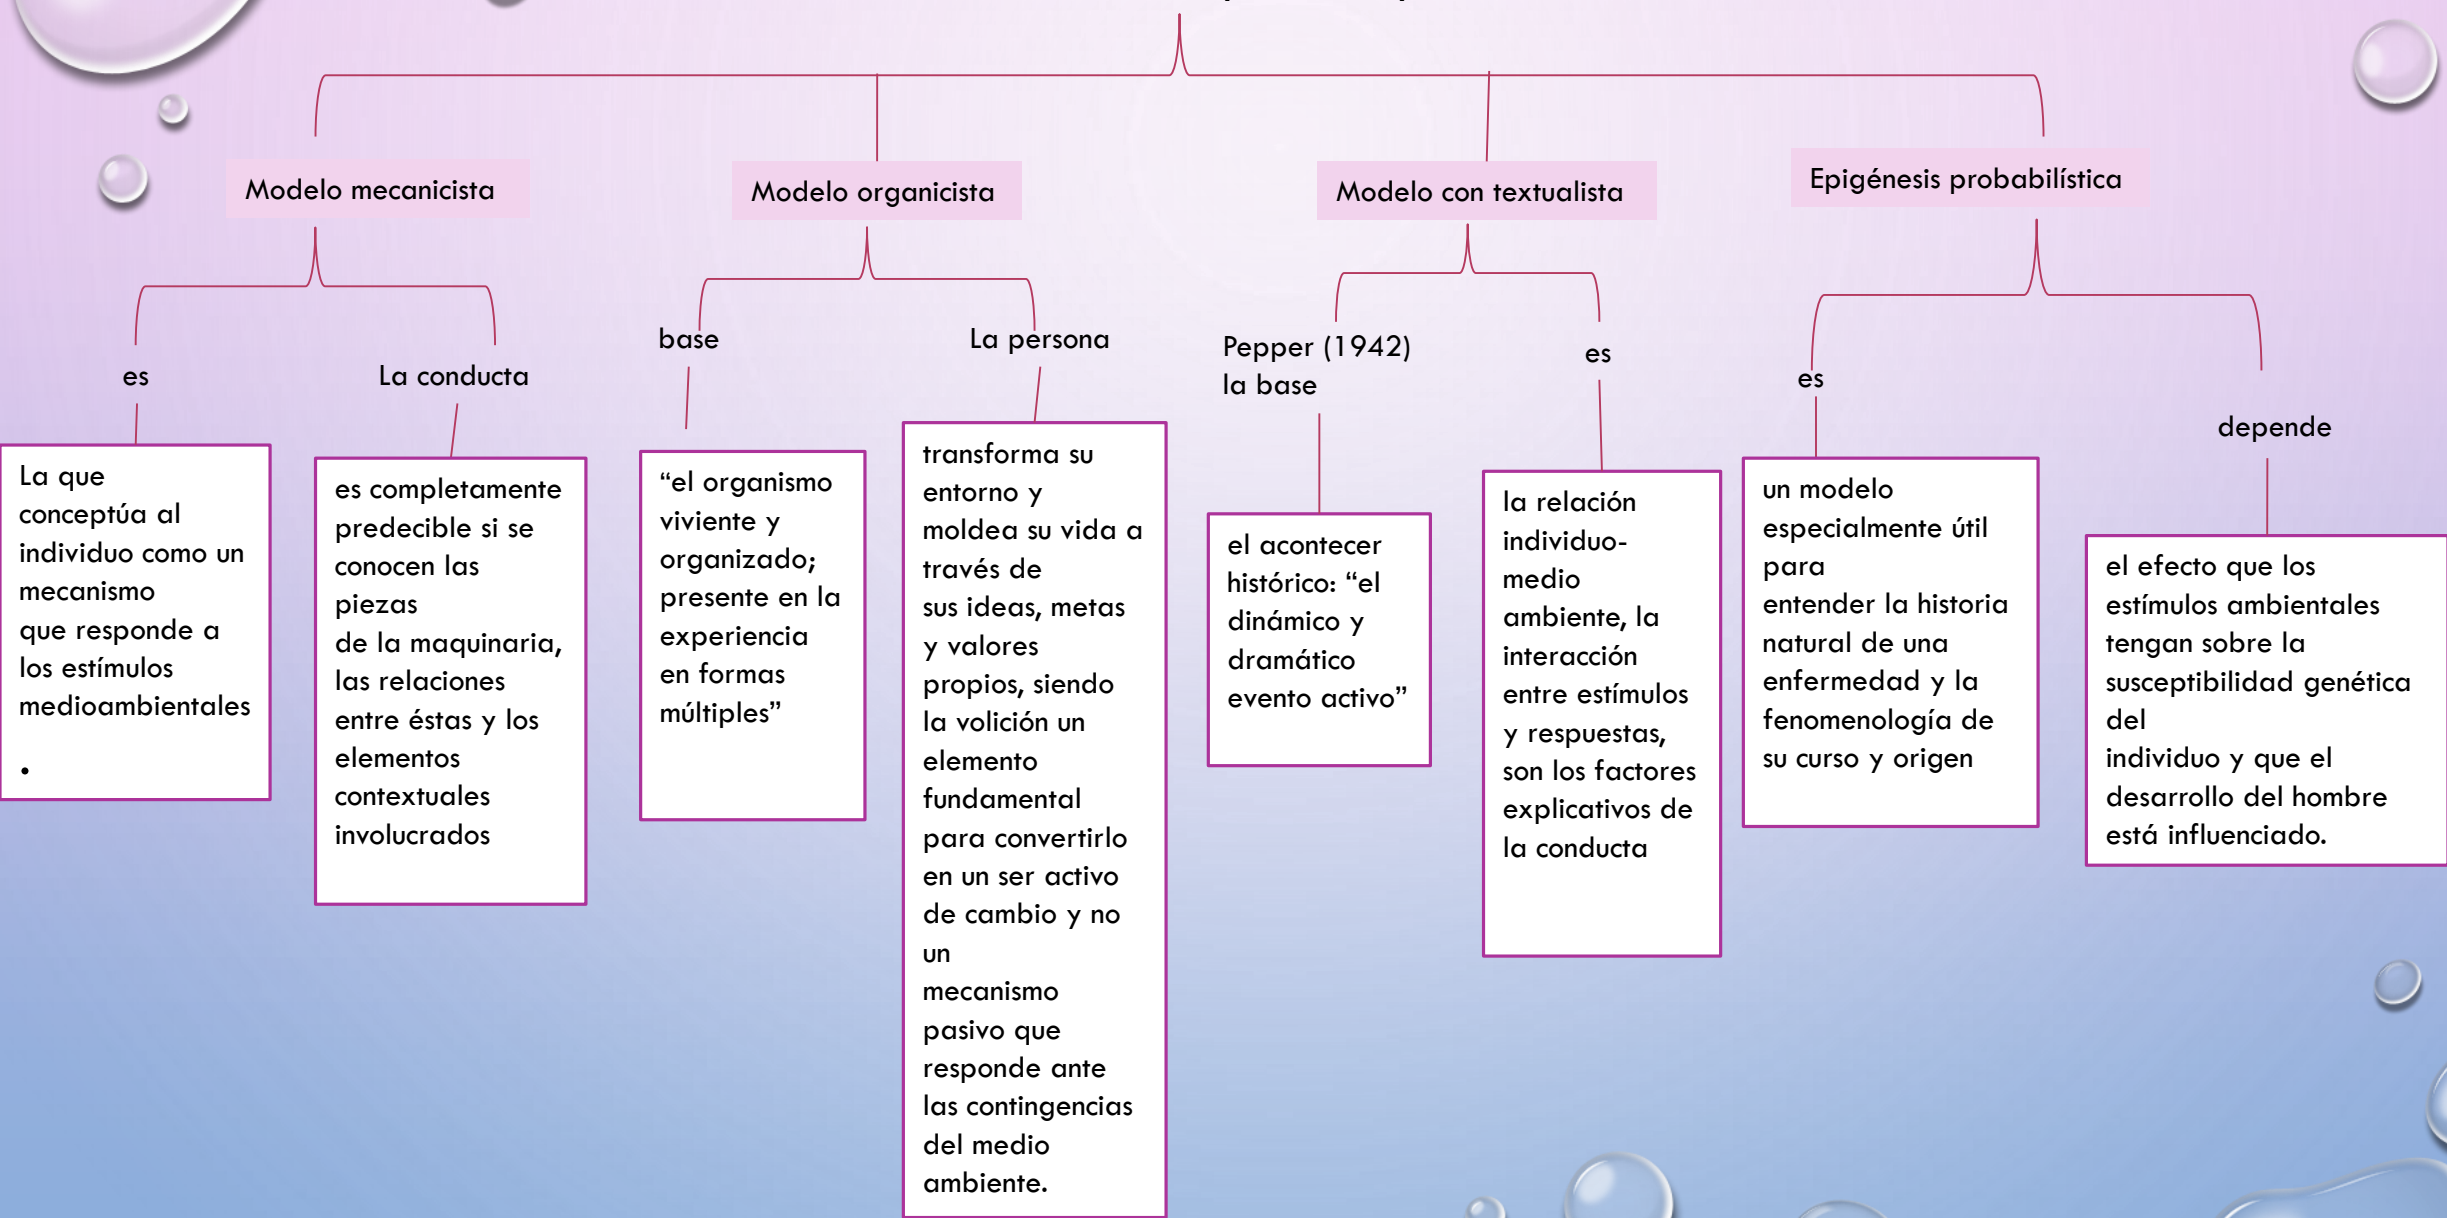 Modelo mecanicista
Modelo organicista
Modelo con textualista
Epigénesis probabilística
es
La conducta
base
La persona
Pepper (1942)
la base
es
es
depende
La que
conceptúa al
individuo como un
mecanismo
que responde a
los estímulos
medioambientales
.
es completamente
predecible si se
conocen las
piezas
de la maquinaria,
las relaciones
entre éstas y los
elementos
contextuales
involucrados
“el organismo
viviente y
organizado;
presente en la
experiencia
en formas
múltiples”
transforma su
entorno y
moldea su vida a
través de
sus ideas, metas
y valores
propios, siendo
la volición un
elemento
fundamental
para convertirlo
en un ser activo
de cambio y no
un
mecanismo
pasivo que
responde ante
las contingencias
del medio
ambiente.
el acontecer
histórico: “el
dinámico y
dramático
evento activo”
la relación
individuo-
medio
ambiente, la
interacción
entre estímulos
y respuestas,
son los factores
explicativos de
la conducta
un modelo
especialmente útil
para
entender la historia
natural de una
enfermedad y la
fenomenología de
su curso y origen
el efecto que los
estímulos ambientales
tengan sobre la
susceptibilidad genética
del
individuo y que el
desarrollo del hombre
está influenciado.